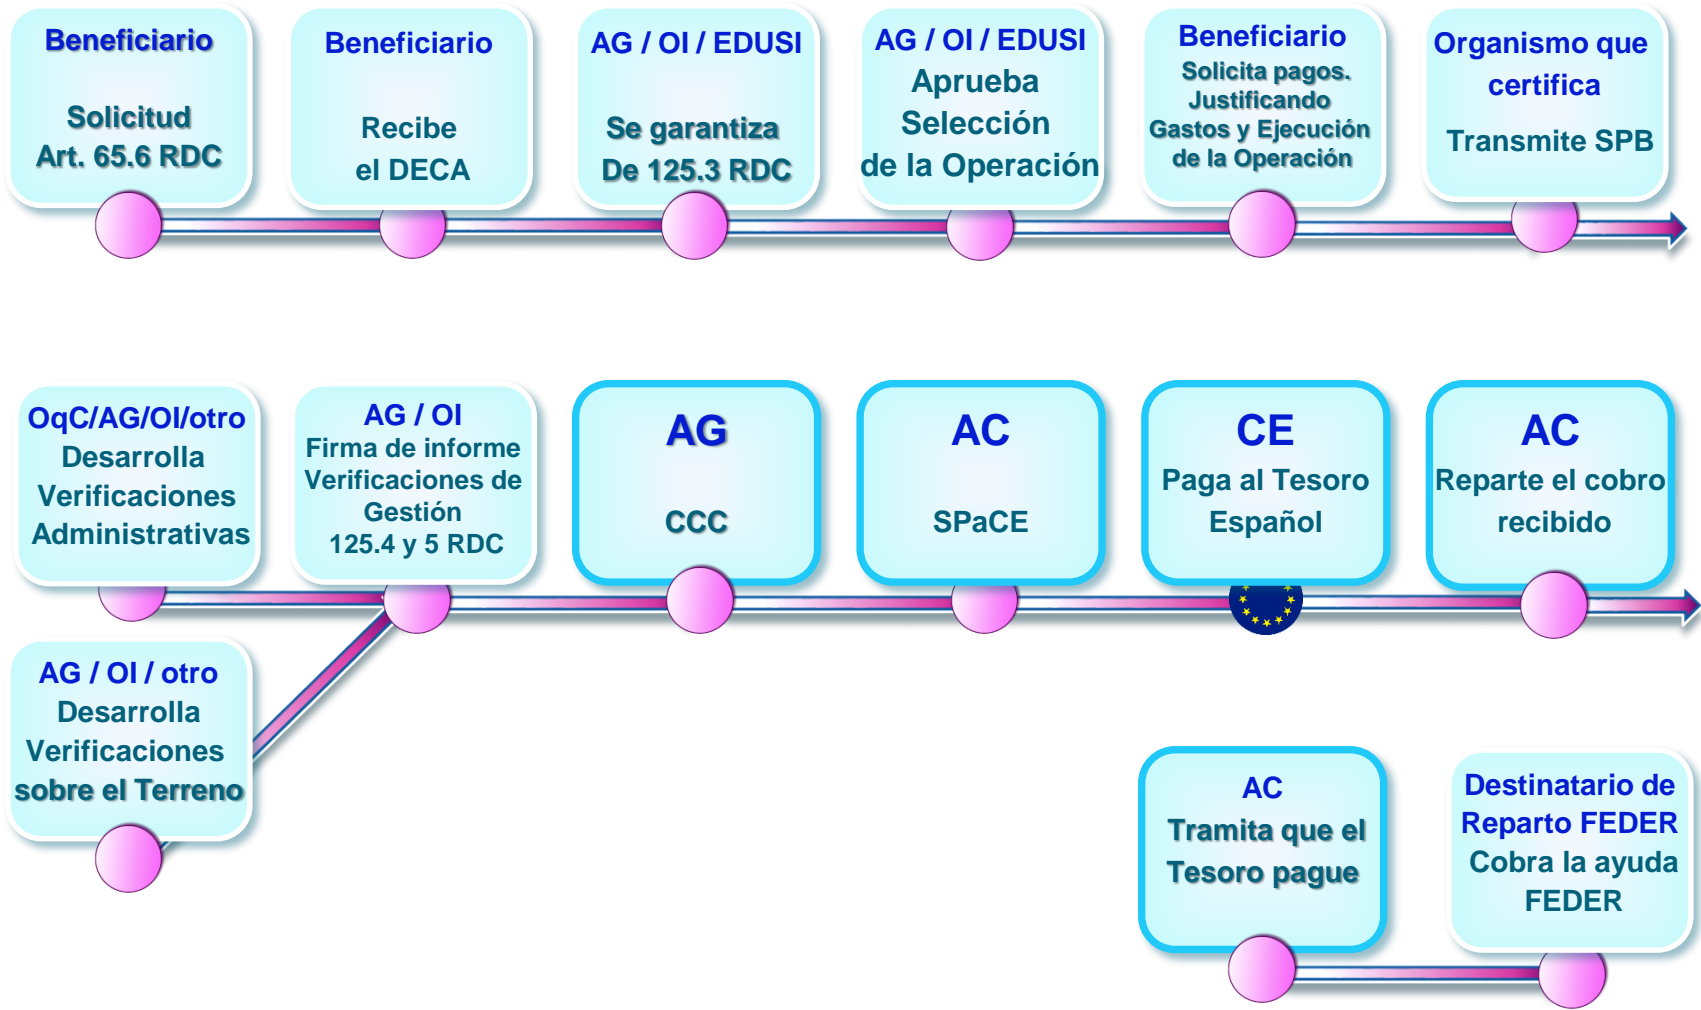 Beneficiario
Solicitud
Art. 65.6 RDC
Beneficiario
Recibe
el DECA
AG / OI / EDUSI
Se garantiza
De 125.3 RDC
AG / OI / EDUSI
Aprueba
Selección
de la Operación
Beneficiario
Solicita pagos.
Justificando
Gastos y Ejecución
de la Operación
Organismo que
certifica
Transmite SPB
OqC/AG/OI/otro
Desarrolla
Verificaciones
Administrativas
AG / OI
Firma de informe
Verificaciones de
Gestión
125.4 y 5 RDC
AG
CCC
AC
SPaCE
CE
Paga al Tesoro
Español
AC
Reparte el cobro
recibido
AG / OI / otro
Desarrolla
Verificaciones
sobre el Terreno
AC
Tramita que el
Tesoro pague
Destinatario de
Reparto FEDER
Cobra la ayuda
FEDER